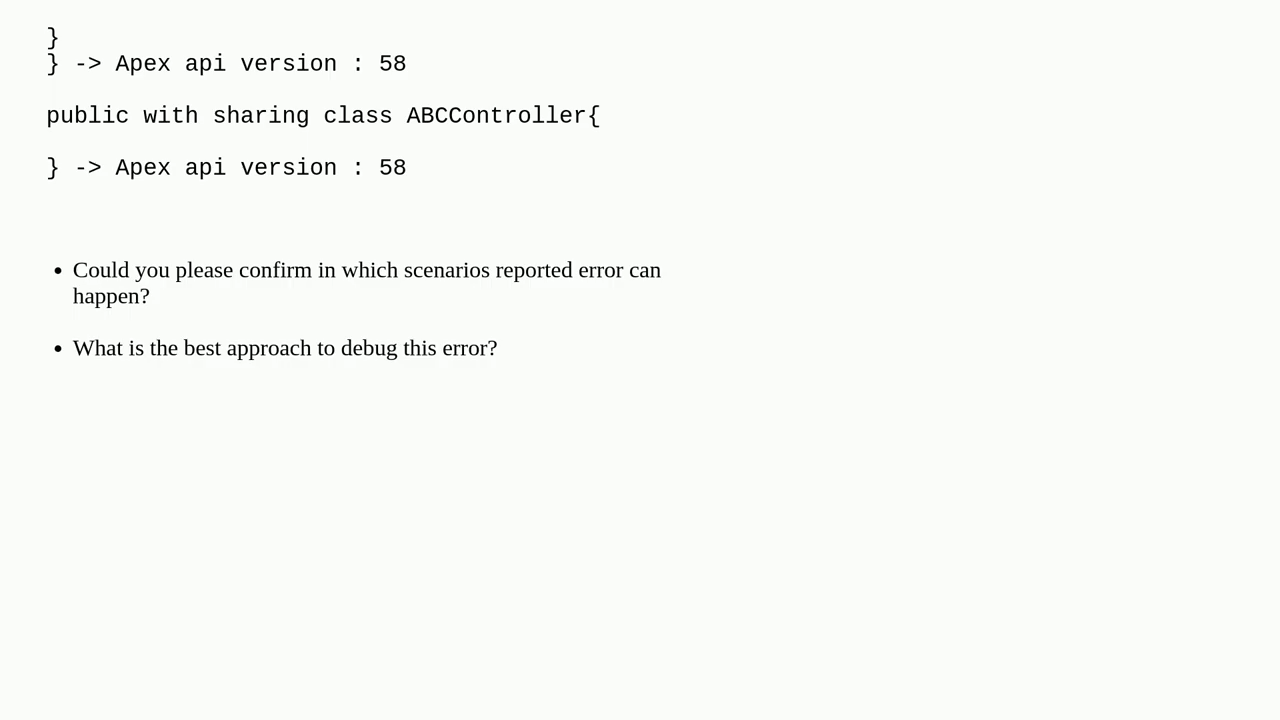 }
} -> Apex api version : 58
public with sharing class ABCController{
} -> Apex api version : 58
• Could you please confirm in which scenarios reported error can
happen?
• What is the best approach to debug this error?